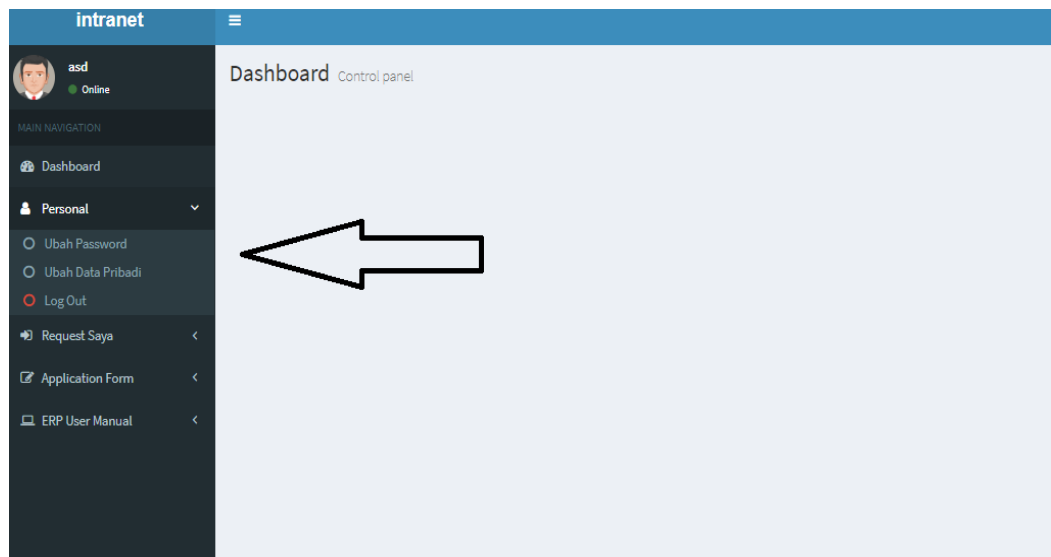 intranet
asd
Online
Dashboard Control panel
MAIN NAVIGATION
Dashboard
Personal
Ubah Password
Ubah Data Pribadi
Log Out
Request Saya
Application Form
ERP User Manual